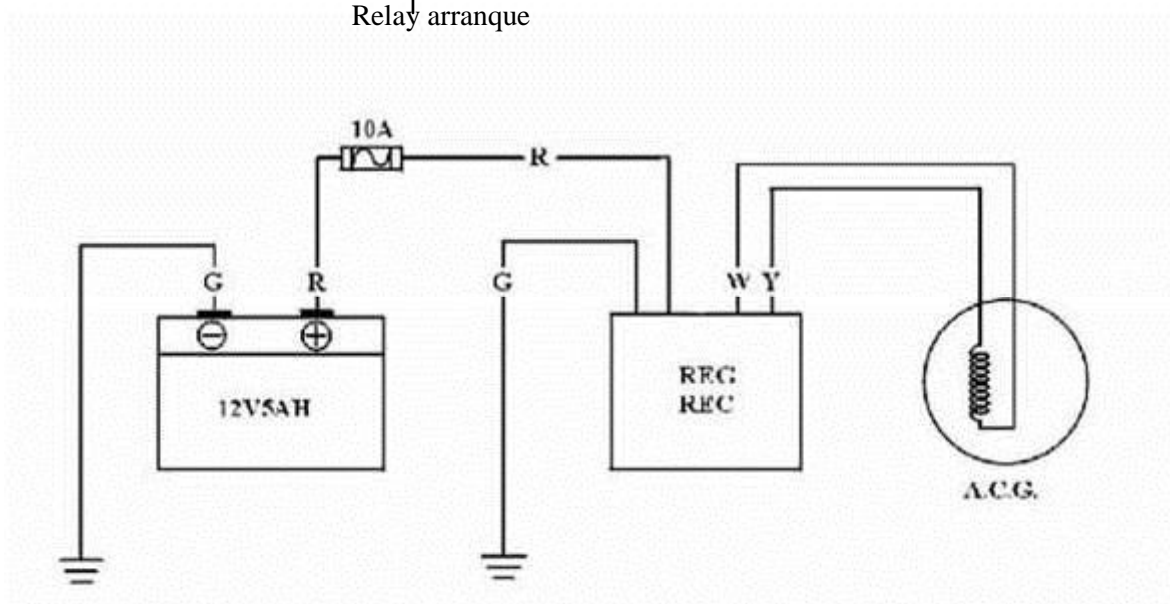 Relay arranque
10A
R
G R G W Y
− +
12V5AH
REG
REC
A.C.G.